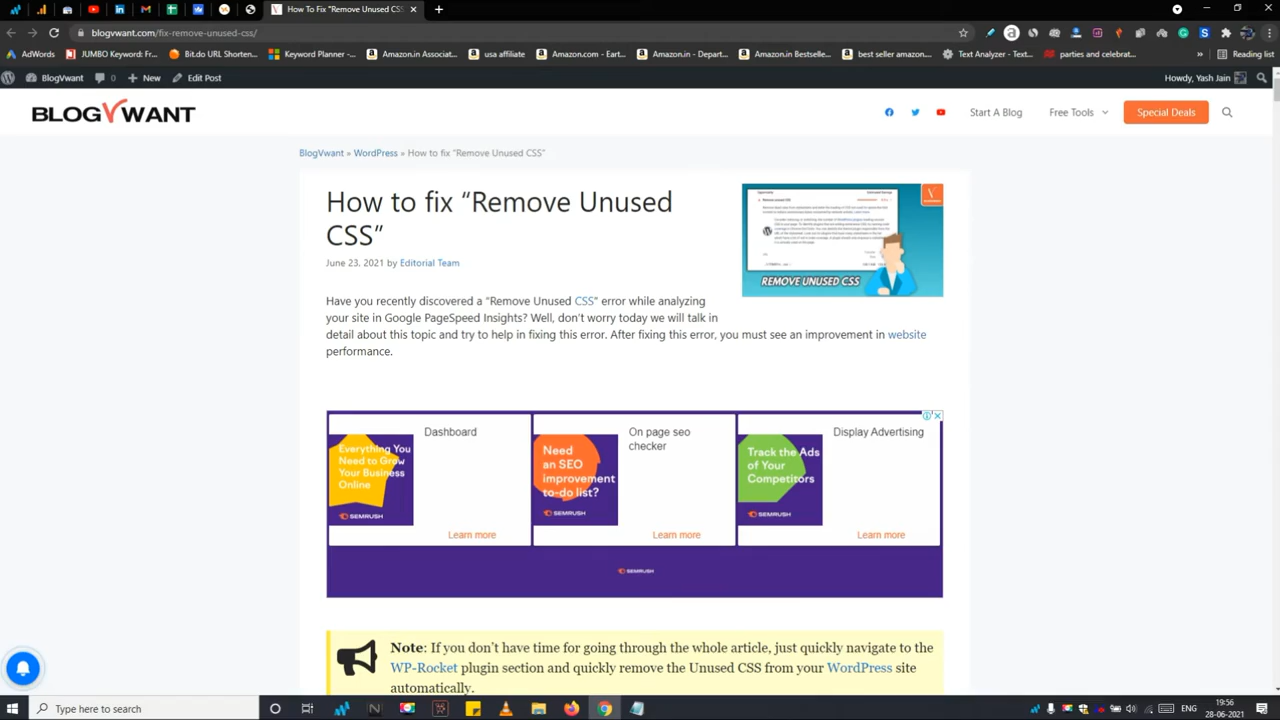 How To Fix "Remove Unused CSS
blogvwant.com/fix-remove-unused-css/
AdWords
JUMBO Keyword: Fr...
Bit.do URL Shorten...
Keyword Planner -...
Amazon.in Associat...
usa affiliate
Amazon.com - Eart...
Amazon.in - Depart...
Amazon.in Bestselle...
best seller amazon...
Text Analyzer - Text...
parties and celebrat...
»
Reading list
BlogVwant
0
New
Edit Post
Howdy, Yash Jain
BLOGVWANT
Start A Blog
Free Tools
Special Deals
BlogVwant » WordPress » How to fix “Remove Unused CSS”
How to fix “Remove Unused
CSS”
June 23, 2021 by Editorial Team
REMOVE UNUSED CSS
Have you recently discovered a “Remove Unused CSS” error while analyzing
your site in Google PageSpeed Insights? Well, don’t worry today we will talk in
detail about this topic and try to help in fixing this error. After fixing this error, you must see an improvement in website
performance.
Everything You
Need to Grow
Your Business
Online
SEMRUSH
Dashboard
Learn more
Need
an SEO
improvement
to-do list?
SEMRUSH
On page seo
checker
Learn more
Track the Ads
of Your
Competitors
SEMRUSH
Display Advertising
Learn more
SEMRUSH
Note: If you don’t have time for going through the whole article, just quickly navigate to the
WP-Rocket plugin section and quickly remove the Unused CSS from your WordPress site
automatically.
Type here to search
ENG
19:56
28-06-2021